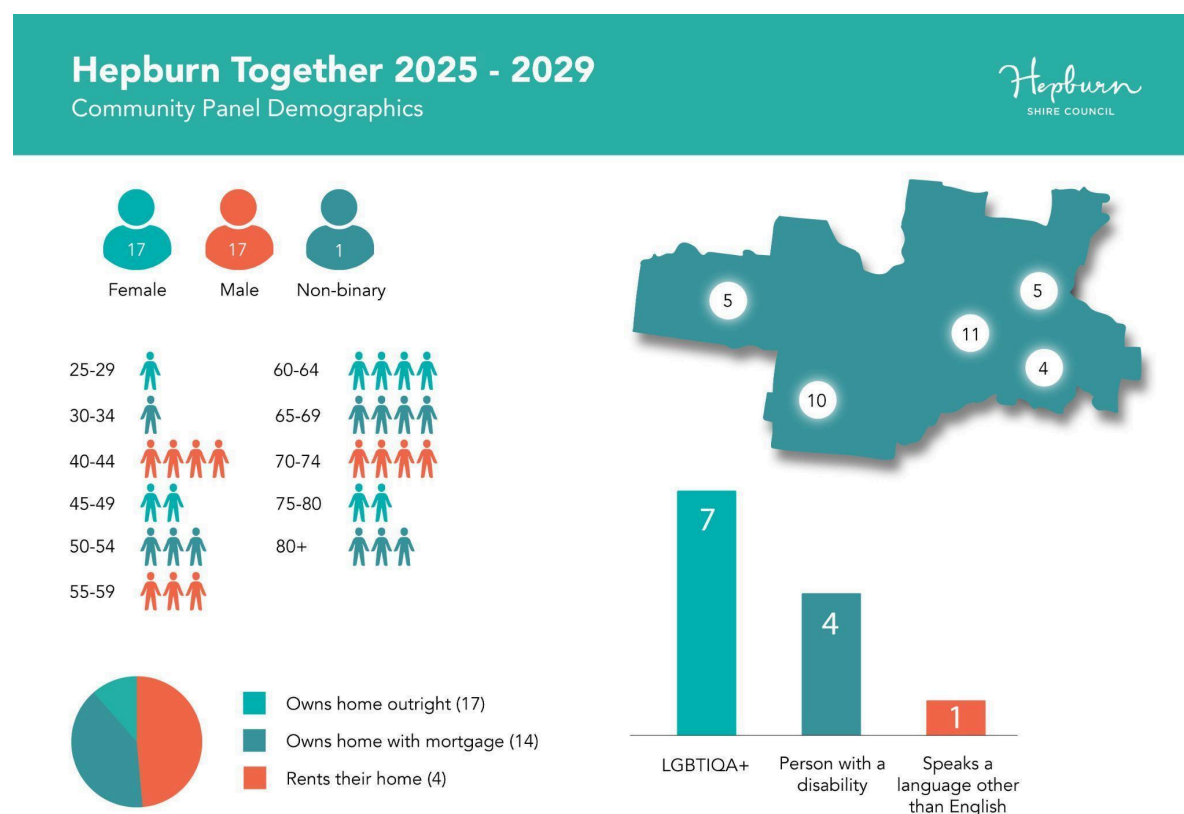 Hepburn Together 2025 - 2029
Community Panel Demographics
Hepburn
SHIRE COUNCIL
17
17
1
Female
Male
Non-binary
25-29
30-34
40-44
45-49
50-54
55-59
60-64
65-69
70-74
75-80
80+
5
5
11
4
10
Owns home outright (17)
Owns home with mortgage (14)
Rents their home (4)
7
4
1
LGBTIQA+
Person with a
disability
Speaks a
language other
than English